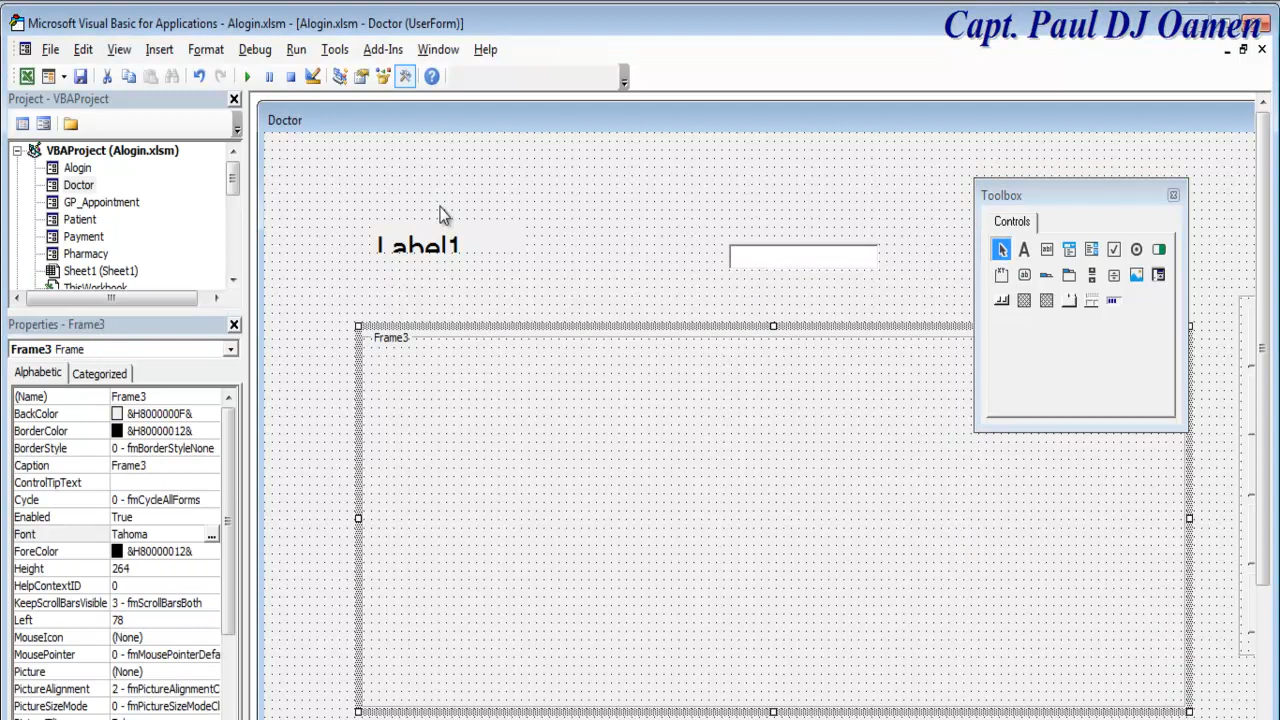 Microsoft Visual Basic for Applications - Alogin.xlsm - [Alogin.xlsm - Doctor (UserForm)]
Capt. Paul DJ Oamen
File Edit View Insert Format Debug Run Tools Add-Ins Window Help
Project - VBAProject
VBAProject (Alogin.xlsm)
Alogin
Doctor
GP_Appointment
Patient
Payment
Pharmacy
Sheet1 (Sheet1)
ThisWorkbook
Properties - Frame3
Frame3 Frame
Alphabetic Categorized
(Name) Frame3
BackColor &H8000000F&
BorderColor &H80000012&
BorderStyle 0 - fmBorderStyleNone
Caption Frame3
ControlTipText
Cycle 0 - fmCycleAllForms
Enabled True
Font Tahoma ...
ForeColor &H80000012&
Height 264
HelpContextID 0
KeepScrollBarsVisible 3 - fmScrollBarsBoth
Left 78
MouseIcon (None)
MousePointer 0 - fmMousePointerDefa
Picture (None)
PictureAlignment 2 - fmPictureAlignmentC
PictureSizeMode 0 - fmPictureSizeModeCl
Doctor
Label1
Frame3
Toolbox
Controls